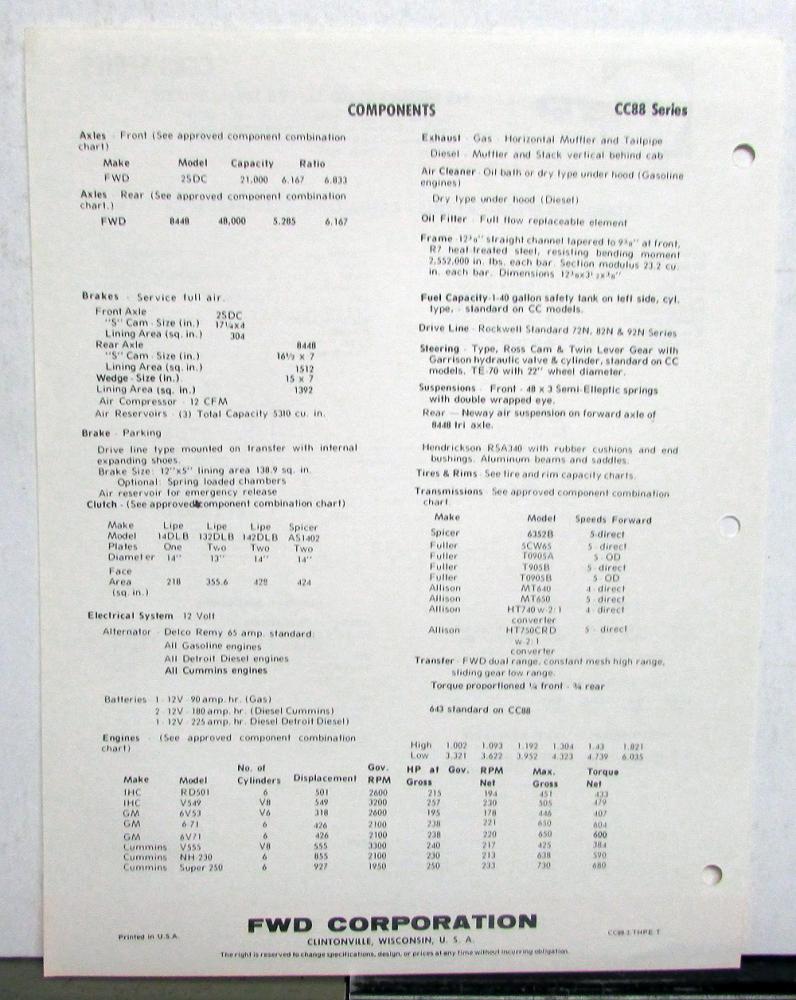 COMPONENTS CC88 Series
Axles - Front (See approved component combination
chart)
Make Model Capacity Ratio
FWD 25DC 21,000 6.167 6.833
Axles - Rear (See approved component combination
chart.)
FWD 844B 48,000 5.285 6.167
Brakes - Service full air.
Front Axle 25DC
"S" Cam - Size (in.) 17¼x4
Lining Area (sq. in.) 304
Rear Axle 844B
"S" Cam - Size (in.) 16½ x 7
Lining Area (sq. in.) 1512
Wedge - Size (in.) 15 x 7
Lining Area (sq. in.) 1392
Air Compressor - 12 CFM
Air Reservoirs - (3) Total Capacity 5310 cu. in.
Brake - Parking
Drive line type mounted on transfer with internal
expanding shoes.
Brake Size: 12"x5" lining area 138.9 sq. in.
Optional: Spring loaded chambers
Air reservoir for emergency release
Clutch - (See approved component combination chart)
Make Lipe Lipe Lipe Spicer
Model 14DLB 132DLB 142DLB AS1402
Plates One Two Two Two
Diameter 14" 13" 14" 14"
Face
Area 218 355.6 428 424
(sq. in.)
Electrical System 12 Volt
Alternator - Delco Remy 65 amp. standard:
All Gasoline engines
All Detroit Diesel engines
All Cummins engines
Batteries 1 - 12V - 90 amp. hr. (Gas)
2 - 12V - 180 amp. hr. (Diesel Cummins)
1 - 12V - 225 amp. hr. Diesel Detroit Diesel)
Engines - (See approved component combination
chart)
Exhaust - Gas - Horizontal Muffler and Tailpipe
Diesel - Muffler and Stack vertical behind cab
Air Cleaner - Oil bath or dry type under hood (Gasoline
engines)
Dry type under hood (Diesel)
Oil Filter - Full flow replaceable element
Frame - 12⅜" straight channel tapered to 9⅜" at front,
R7 heat-treated steel, resisting bending moment
2,552,000 in. lbs. each bar. Section modulus 23.2 cu.
in. each bar. Dimensions 12⅜x3½x⅜"
Fuel Capacity-1-40 gallon safety tank on left side, cyl.
type, - standard on CC models.
Drive Line - Rockwell Standard 72N, 82N & 92N Series
Steering - Type, Ross Cam & Twin Lever Gear with
Garrison hydraulic valve & cylinder, standard on CC
models. TE-70 with 22" wheel diameter.
Suspensions - Front - 48 x 3 Semi-Elleptic springs
with double wrapped eye.
Rear — Neway air suspension on forward axle of
844B tri axle.
Hendrickson RSA340 with rubber cushions and end
bushings. Aluminum beams and saddles.
Tires & Rims - See tire and rim capacity charts.
Transmissions - See approved component combination
chart
Make Model Speeds Forward
Spicer 6352B 5-direct
Fuller 5CW65 5 - direct
Fuller T0905A 5 - OD
Fuller T905B 5 - direct
Fuller T0905B 5 - OD
Allison MT640 4 - direct
Allison MT650 5 - direct
Allison HT740 w-2:1 4 - direct
converter
Allison HT750CRD 5 - direct
w-2:1
converter
Transfer - FWD dual range, constant mesh high range,
sliding gear low range.
Torque proportioned ¼ front - ¾ rear
643 standard on CC88
High 1.002 1.093 1.192 1.304 1.43 1.821
Low 3.321 3.622 3.952 4.323 4.739 6.035
No. of Gov. HP at Gov. RPM Max. Torque
Make Model Cylinders Displacement RPM Gross Net Gross Net
IHC RD501 6 501 2600 215 194 451 433
IHC V549 V8 549 3200 257 230 505 479
GM 6V53 V6 318 2600 195 178 446 407
GM 6-71 6 426 2100 238 221 650 604
GM 6V71 6 426 2100 238 220 650 600
Cummins V555 V8 555 3300 240 217 425 384
Cummins NH 230 6 855 2100 230 213 638 590
Cummins Super 250 6 927 1950 250 233 730 680
FWD CORPORATION
Printed in U.S.A. CLINTONVILLE, WISCONSIN, U. S. A.
The right is reserved to change specifications, design, or prices at any time without incurring obligation.